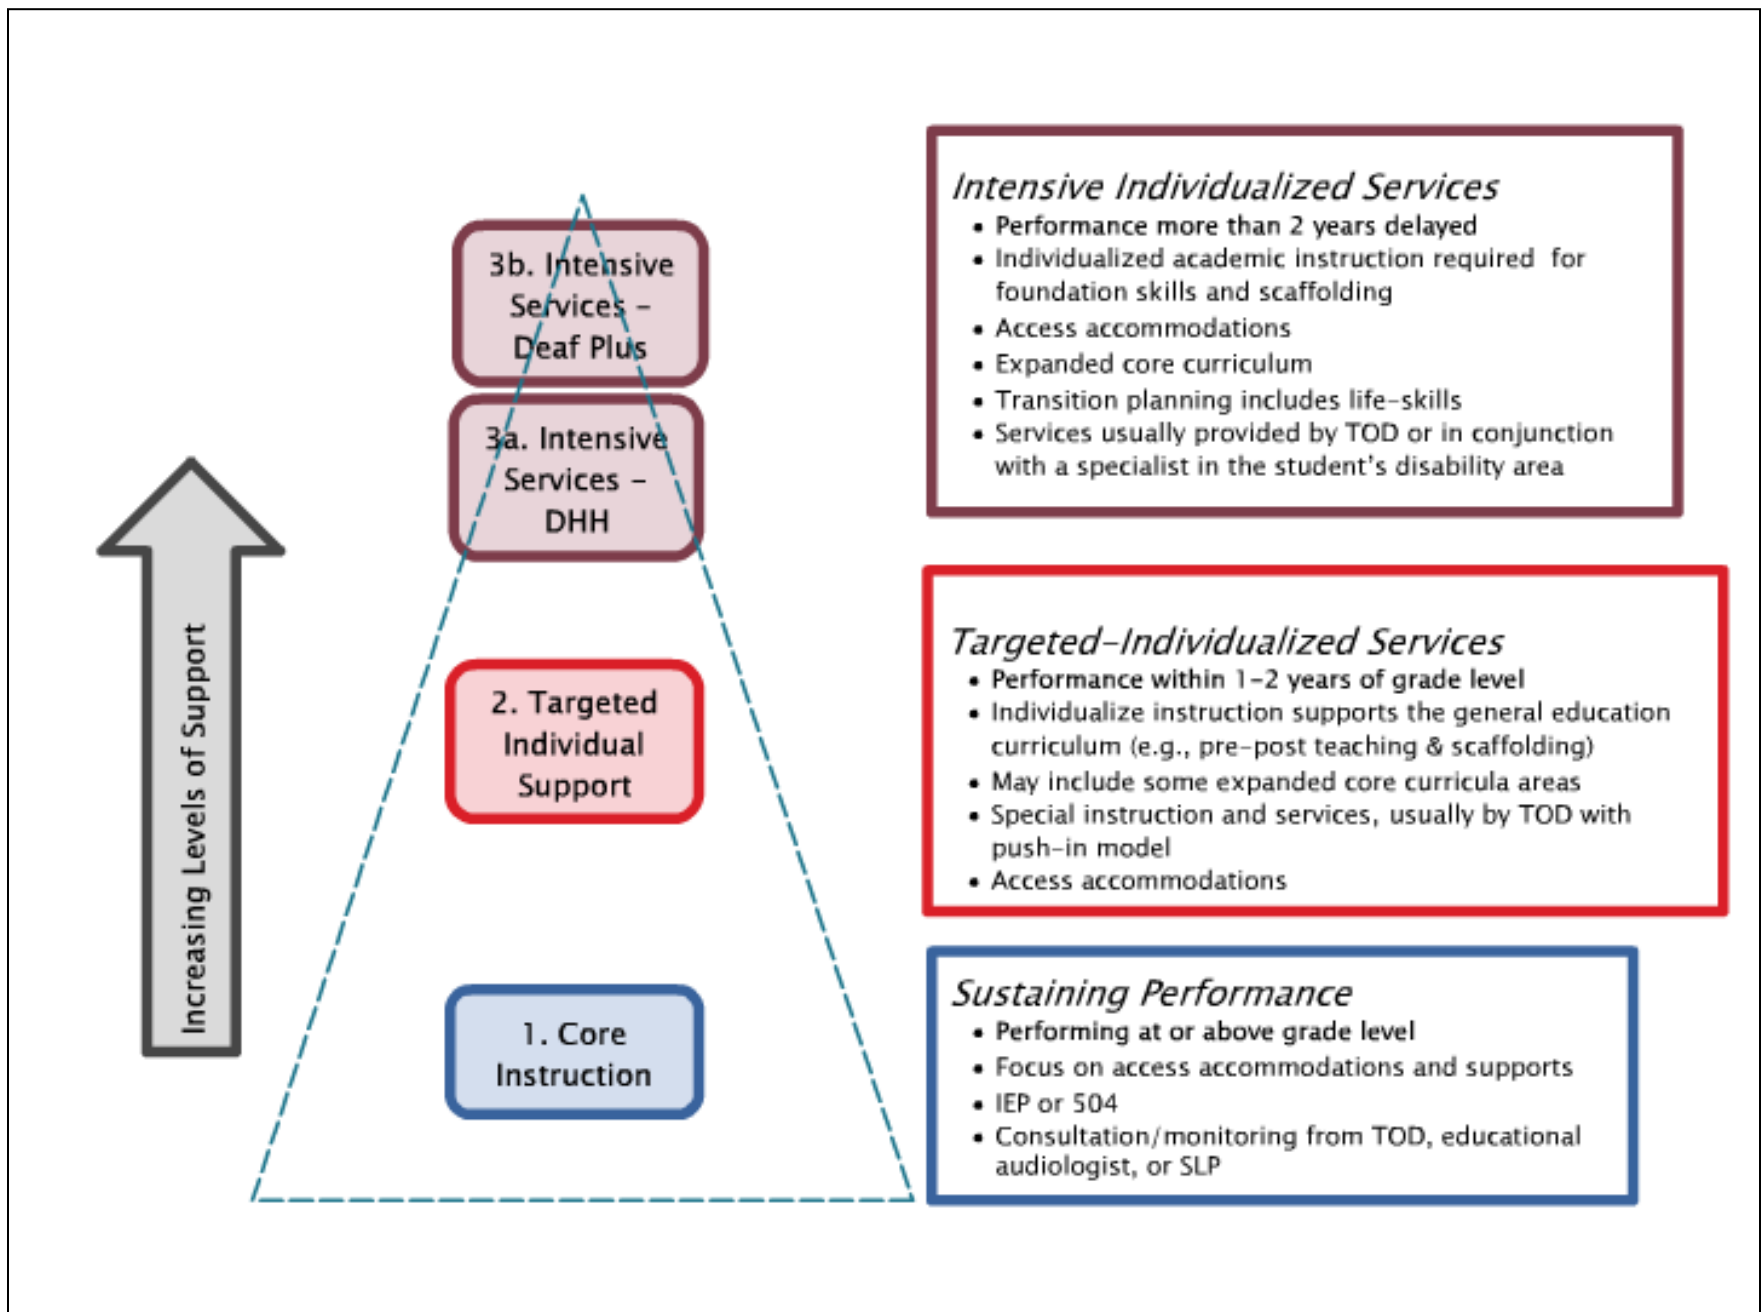 Increasing Levels of Support
3b. Intensive
Services –
Deaf Plus
3a. Intensive
Services –
DHH
2. Targeted
Individual
Support
1. Core
Instruction
Intensive Individualized Services
• Performance more than 2 years delayed
• Individualized academic instruction required for
foundation skills and scaffolding
• Access accommodations
• Expanded core curriculum
• Transition planning includes life-skills
• Services usually provided by TOD or in conjunction
with a specialist in the student's disability area
Targeted-Individualized Services
• Performance within 1-2 years of grade level
• Individualize instruction supports the general education
curriculum (e.g., pre-post teaching & scaffolding)
• May include some expanded core curricula areas
• Special instruction and services, usually by TOD with
push-in model
• Access accommodations
Sustaining Performance
• Performing at or above grade level
• Focus on access accommodations and supports
• IEP or 504
• Consultation/monitoring from TOD, educational
audiologist, or SLP